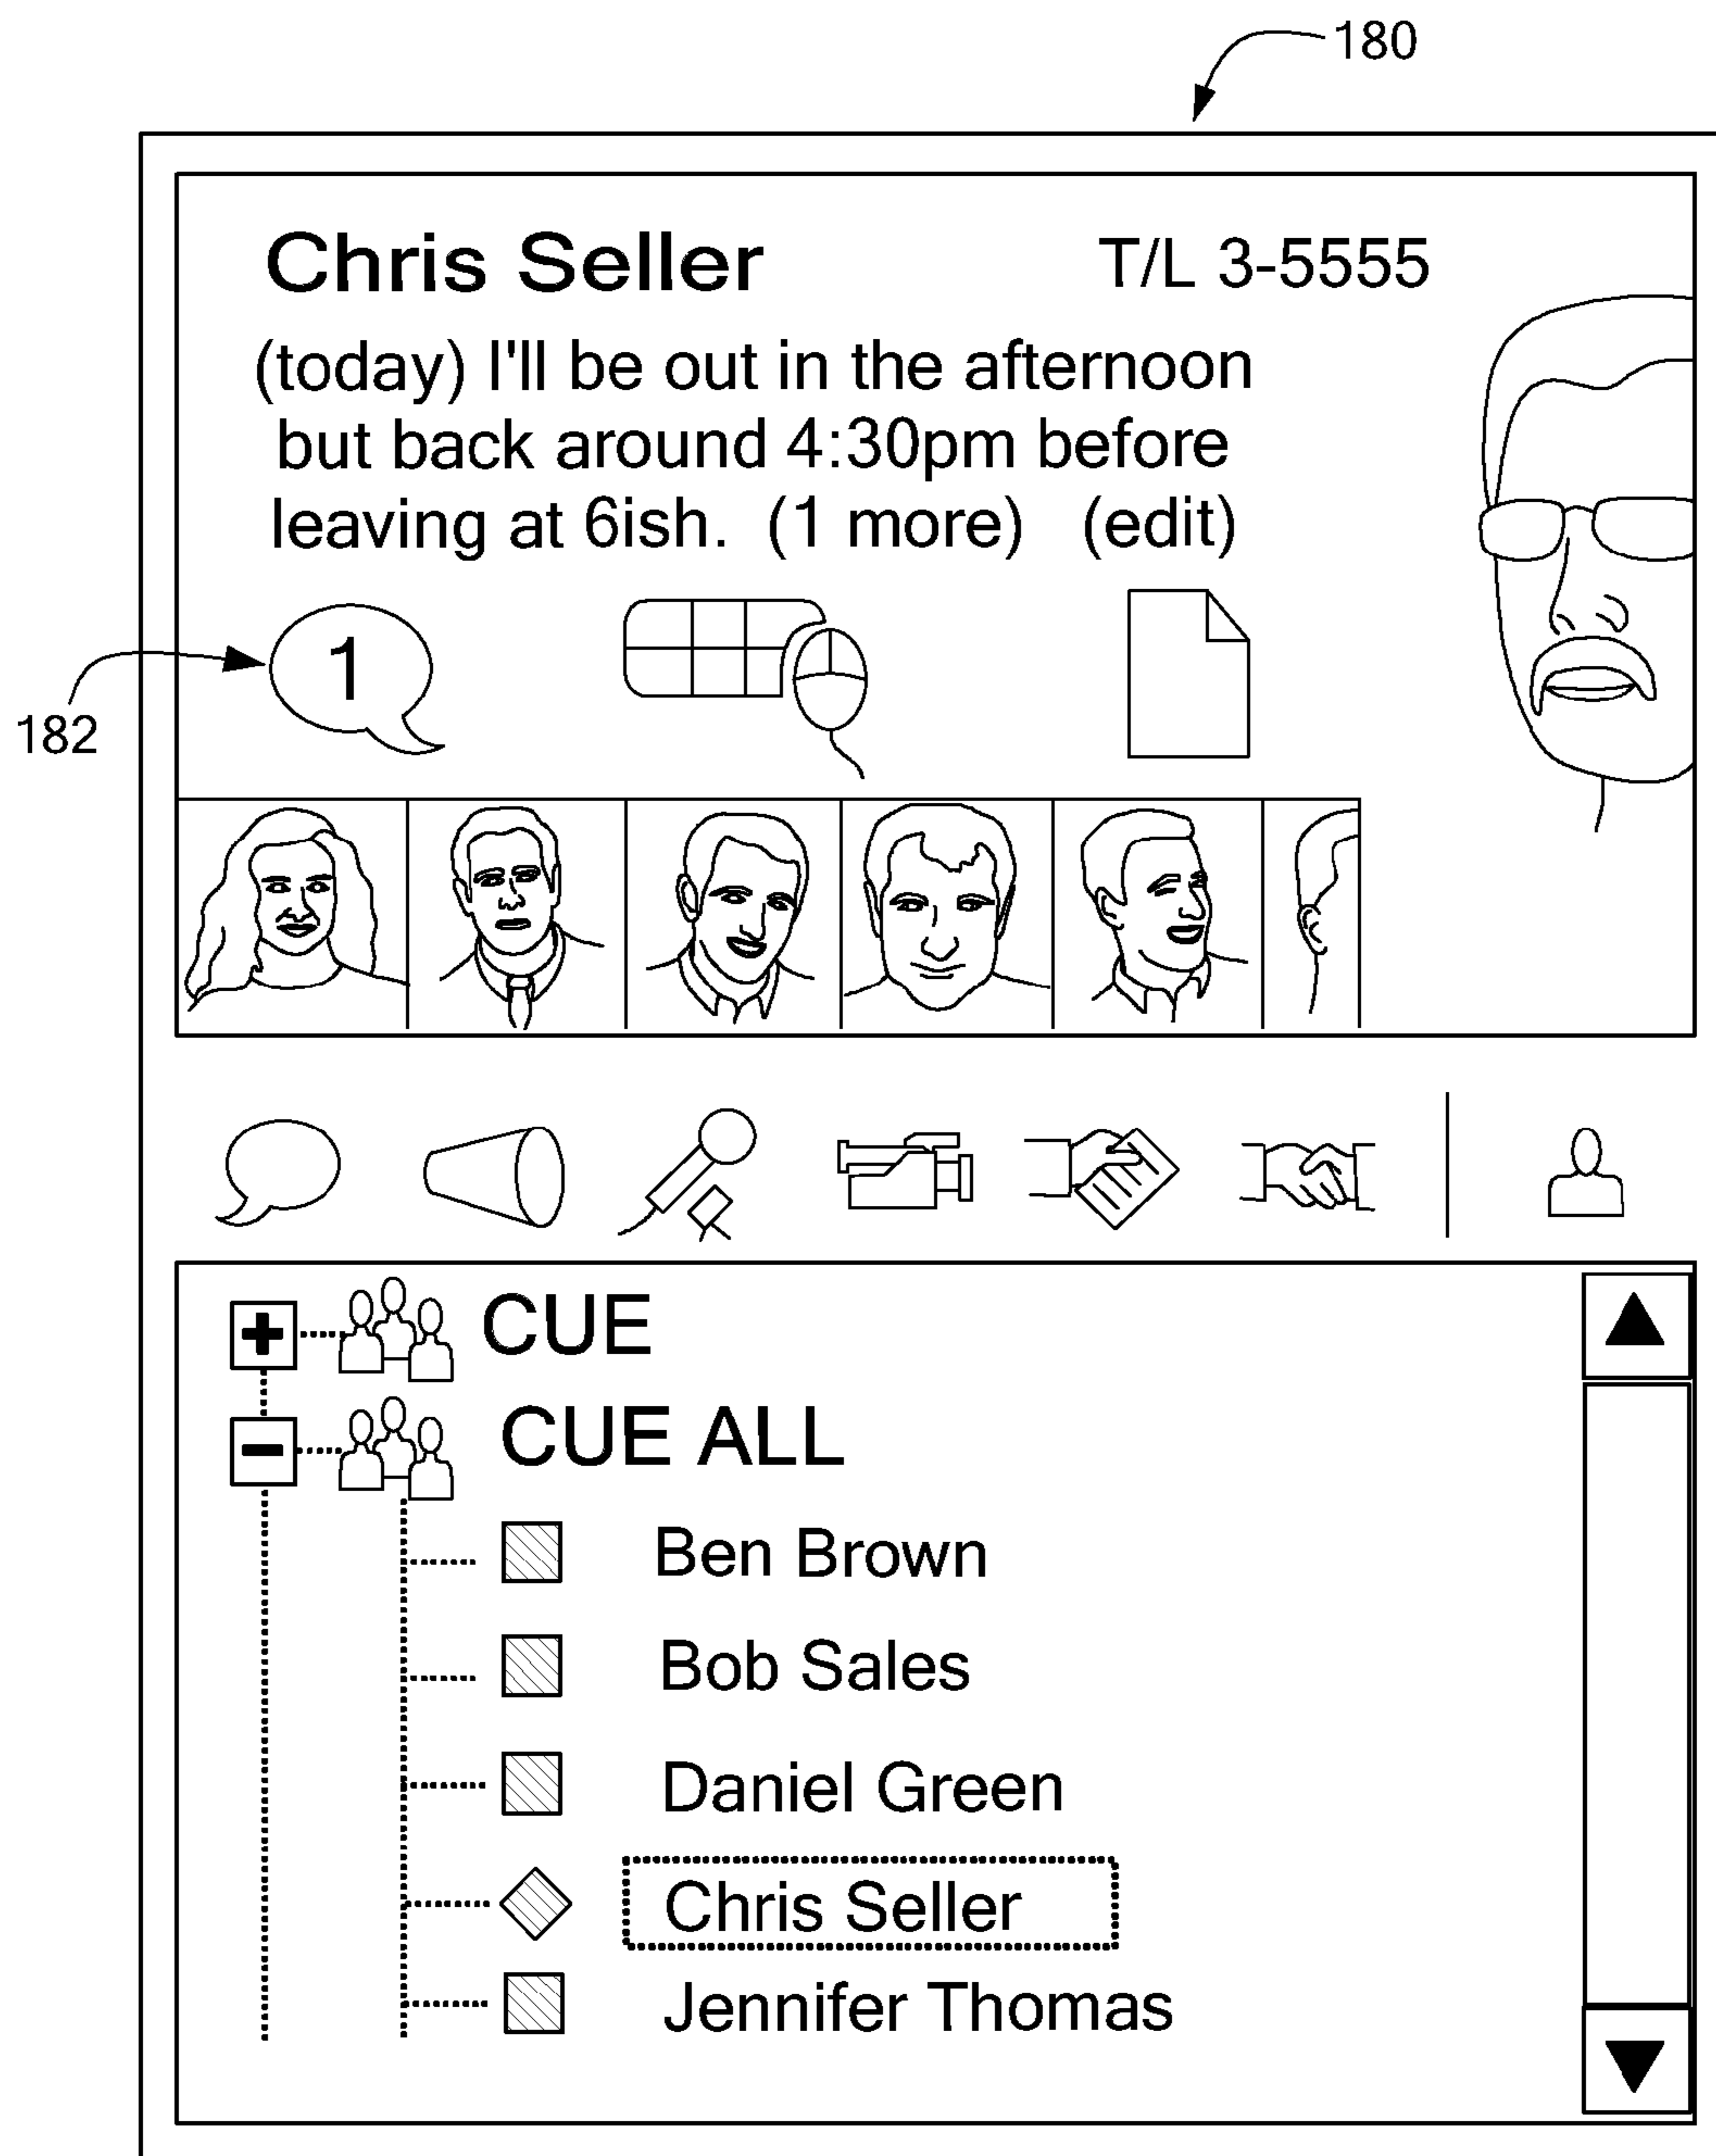 180
Chris Seller T/L 3-5555
(today) I'll be out in the afternoon
but back around 4:30pm before
leaving at 6ish. (1 more) (edit)
1
182
CUE
CUE ALL
Ben Brown
Bob Sales
Daniel Green
Chris Seller
Jennifer Thomas